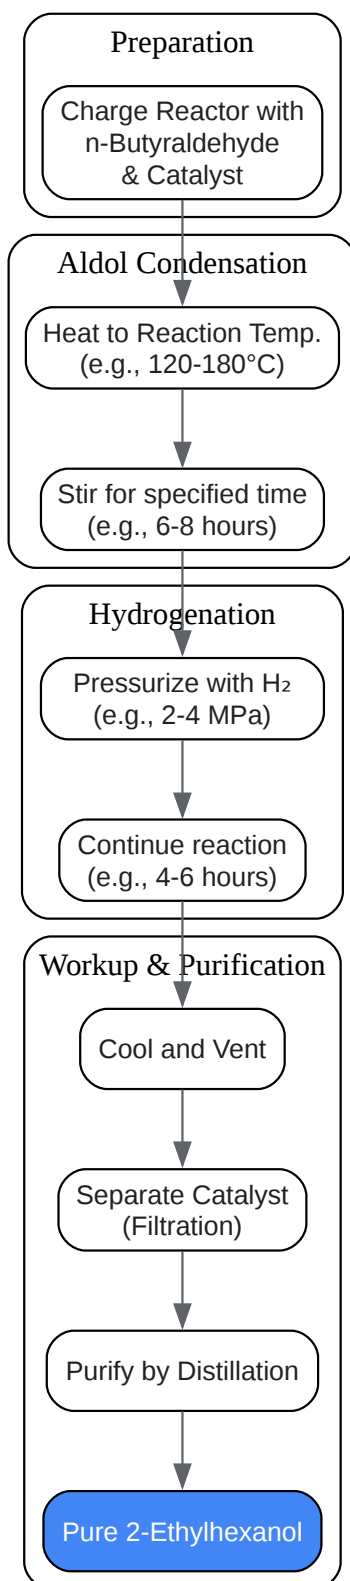 Preparation
Charge Reactor with
n-Butyraldehyde
& Catalyst
Aldol Condensation
Heat to Reaction Temp.
(e.g., 120-180°C)
Stir for specified time
(e.g., 6-8 hours)
Hydrogenation
Pressurize with H₂
(e.g., 2-4 MPa)
Continue reaction
(e.g., 4-6 hours)
Workup & Purification
Cool and Vent
Separate Catalyst
(Filtration)
Purify by Distillation
Pure 2-Ethylhexanol